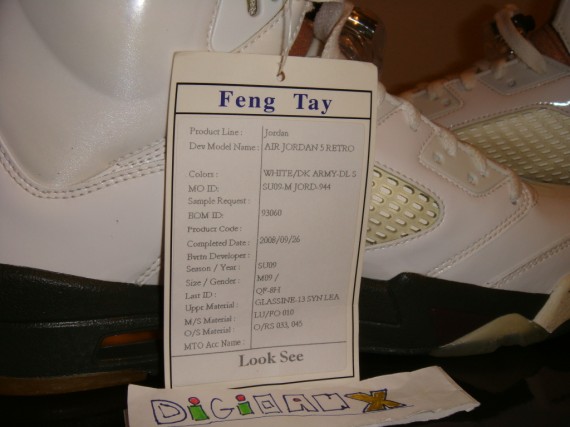 Feng Tay
Product Line : Jordan
Dev Model Name : AIR JORDAN 5 RETRO
Colors : WHITE/DK ARMY-DL S
MO ID: SU09-M JORD-944
Sample Request :
BOM ID: 93060
Product Code :
Completed Date : 2008/09/26
Bwtn Developer :
Season / Year : SU09
Size / Gender : M09 /
Last ID : QF-8H
Uppr Material : GLASSINE-13 SYN LEA
M/S Material : LU/PO 010
O/S Material : O/RS 033, 045
MTO Acc Name :
Look See
DiGiOANX